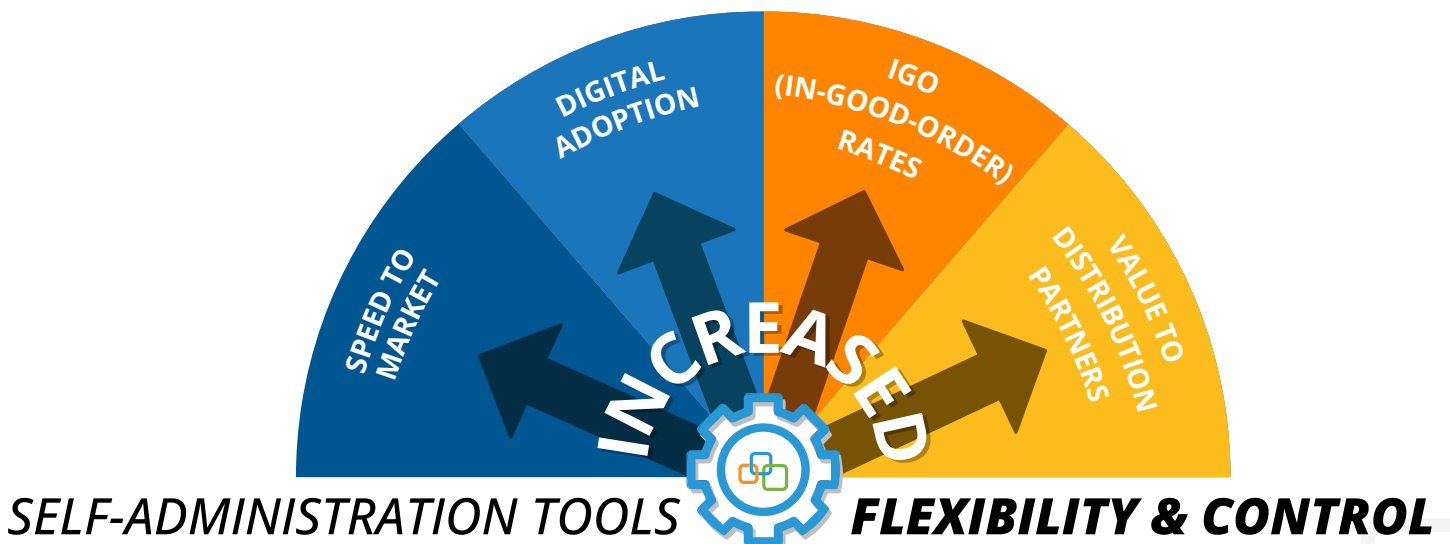 SPEED TO
MARKET
DIGITAL
ADOPTION
IGO
(IN-GOOD-ORDER)
RATES
VALUE TO
DISTRIBUTION
PARTNERS
INCREASED
SELF-ADMINISTRATION TOOLS
FLEXIBILITY & CONTROL